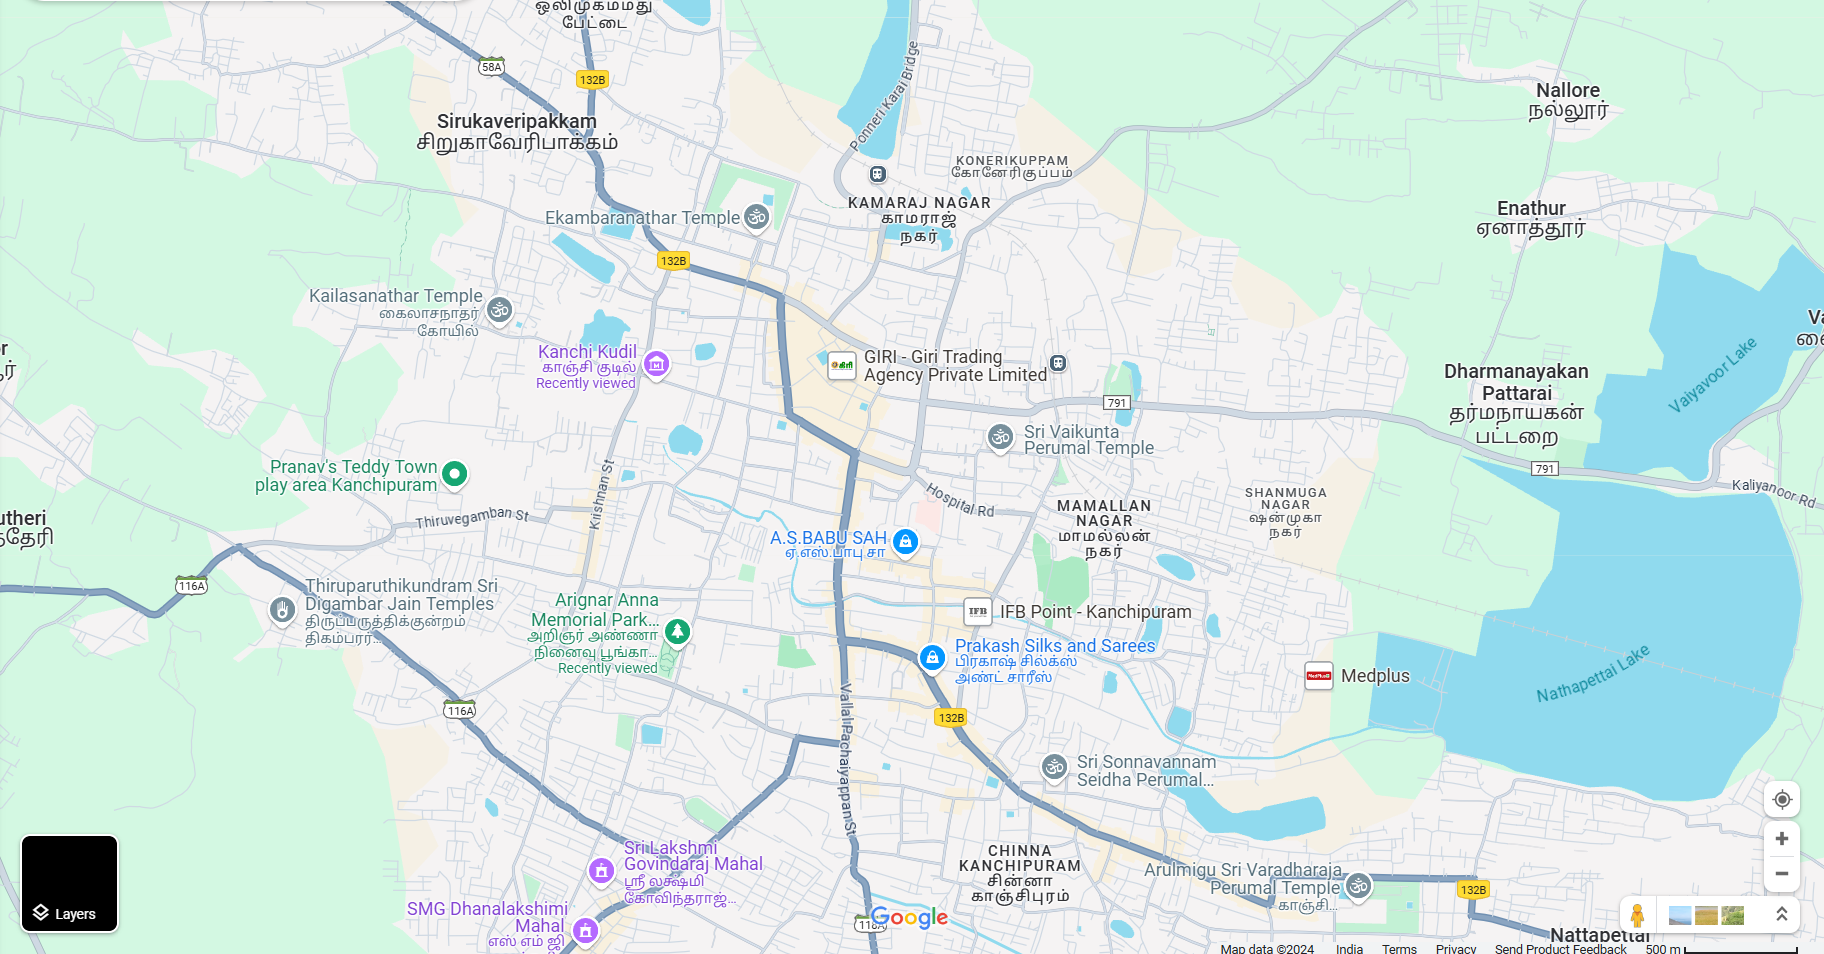 ஒலிமுகம்மது
பேட்டை
58A
132B
Ponneri Karai Bridge
Nallore
நல்லூர்
Sirukaveripakkam
சிறுகாவேரிபாக்கம்
KONERIKUPPAM
கோனேரிகுப்பம்
KAMARAJ NAGAR
காமராஜ்
நகர்
Enathur
ஏனாத்தூர்
Ekambaranathar Temple
132B
Kailasanathar Temple
கைலாசநாதர்
கோயில்
Kanchi Kudil
காஞ்சி குடில்
Recently viewed
GIRI - Giri Trading
Agency Private Limited
Vaiyavoor Lake
Dharmanayakan
Pattarai
தர்மநாயகன்
பட்டறை
791
Sri Vaikunta
Perumal Temple
Pranav's Teddy Town
play area Kanchipuram
Krishnan St
791
Kaliyanoor Rd
Hospital Rd
MAMALLAN
NAGAR
மாமல்லன்
நகர்
SHANMUGA
NAGAR
ஷன்முகா
நகர்
utheri
Thiruvegamban St
A.S.BABU SAH
ஏ.எஸ்.பாபு சா
116A
Thiruparuthikundram Sri
Digambar Jain Temples
திருப்பருத்திக்குன்றம்
திகம்பரர்...
Arignar Anna
Memorial Park...
அறிஞர் அண்ணா
நினைவு பூங்கா...
Recently viewed
IFB
IFB Point - Kanchipuram
Prakash Silks and Sarees
பிரகாஷ் சில்க்ஸ்
அண்ட் சாரீஸ்
MedPlus
Medplus
Nathapettai Lake
116A
132B
Vallal Pachaiyappan St
Sri Sonnavannam
Seidha Perumal...
Sri Lakshmi
Govindaraj Mahal
ஸ்ரீ லக்ஷ்மி
கோவிந்தராஜ்...
CHINNA
KANCHIPURAM
சின்னா
காஞ்சிபுரம்
Arulmigu Sri Varadharaja
Perumal Temple
காஞ்சி...
132B
SMG Dhanalakshimi
Mahal
எஸ் எம் ஜி
118A
Google
Layers
Nattapettai
Map data ©2024 India Terms Privacy Send Product Feedback 500 m